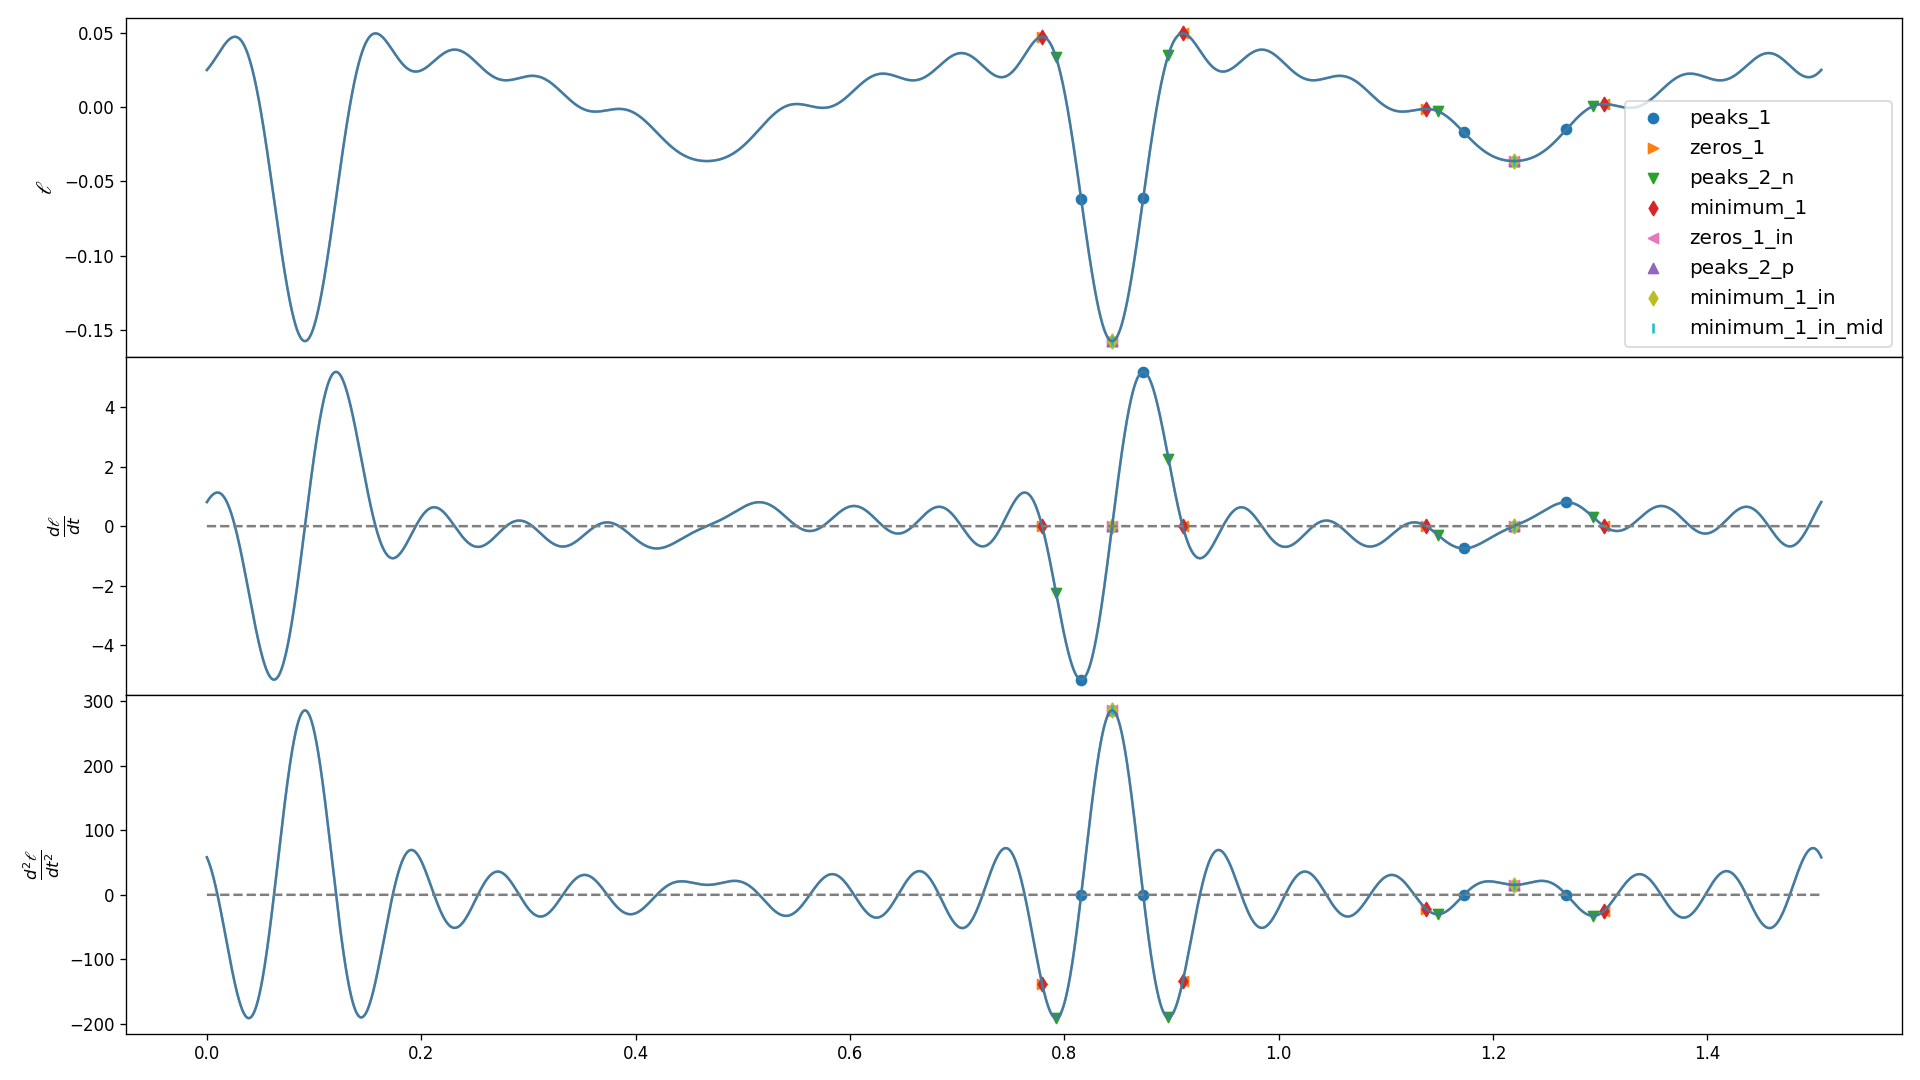 0.05
0.00
−0.05
−0.10
−0.15
ℓ
peaks_1
zeros_1
peaks_2_n
minimum_1
zeros_1_in
peaks_2_p
minimum_1_in
minimum_1_in_mid
4
2
0
−2
−4
dℓ
dt
300
200
100
0
−100
−200
d²ℓ
dt²
0.0 0.2 0.4 0.6 0.8 1.0 1.2 1.4